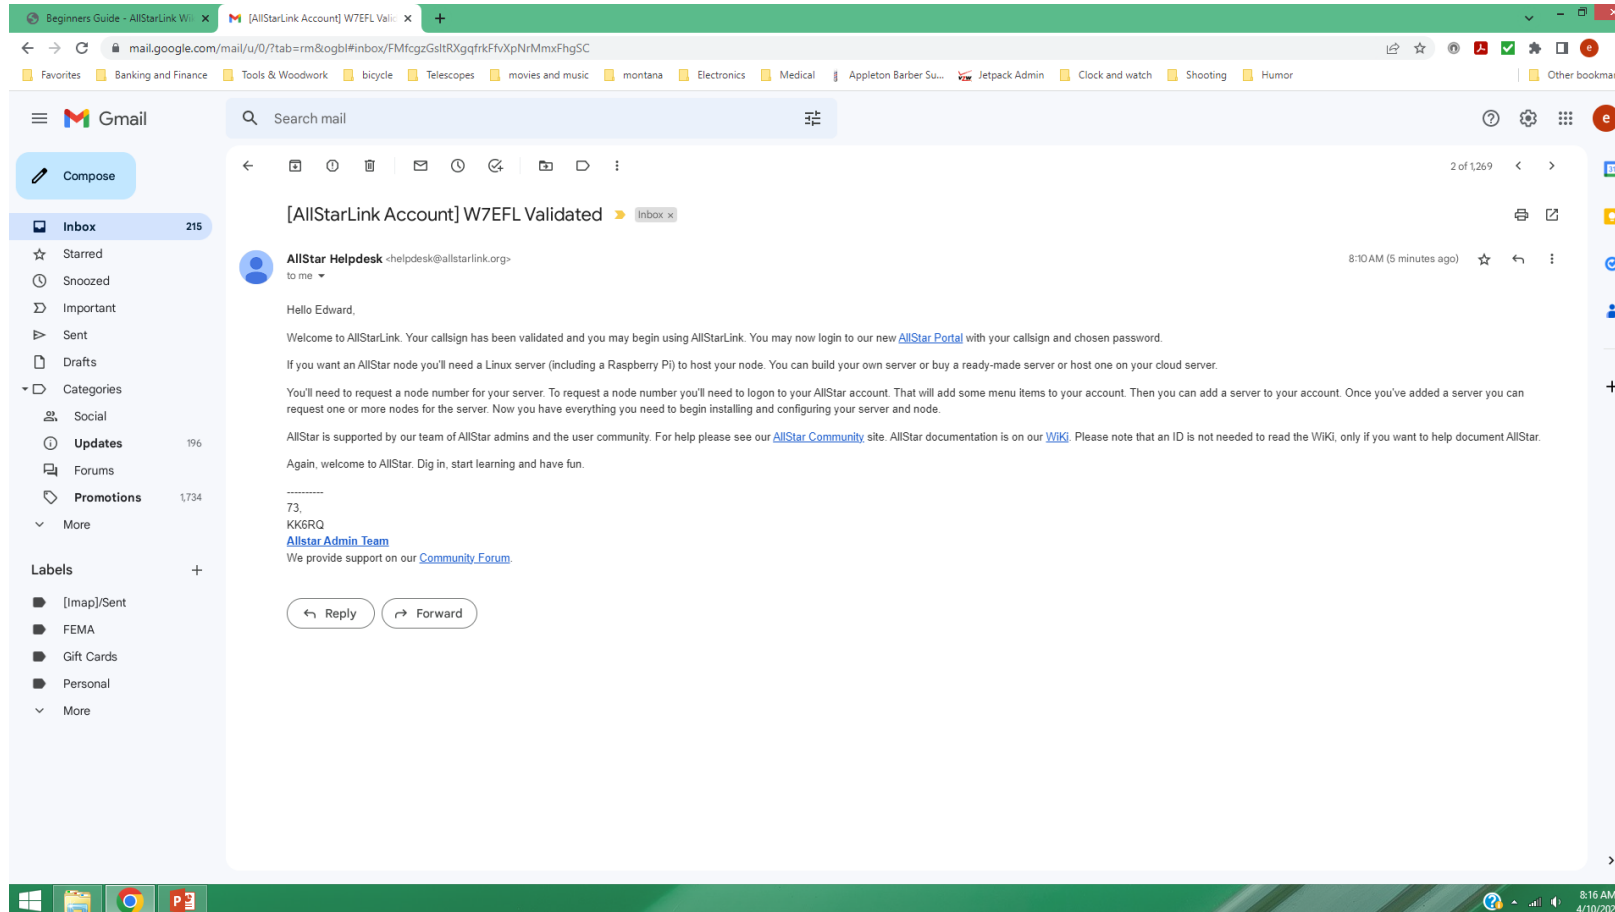 Beginners Guide - AllStarLink Wi
[AllStarLink Account] W7EFL Valid
mail.google.com/mail/u/0/?tab=rm&ogbl#inbox/FMfcgzGsltRXgqfrkFfvXpNrMmxFhgSC
e
Favorites Banking and Finance Tools & Woodwork bicycle Telescopes movies and music montana Electronics Medical Appleton Barber Su... Jetpack Admin Clock and watch Shooting Humor Other bookmar
Gmail
Search mail
e
Compose
2 of 1,269
31
Inbox 215
Starred
Snoozed
Important
Sent
Drafts
Categories
Social
Updates 196
Forums
Promotions 1,734
More
Labels
[Imap]/Sent
FEMA
Gift Cards
Personal
More
[AllStarLink Account] W7EFL Validated Inbox ×
AllStar Helpdesk <helpdesk@allstarlink.org> 8:10 AM (5 minutes ago)
to me
Hello Edward,
Welcome to AllStarLink. Your callsign has been validated and you may begin using AllStarLink. You may now login to our new AllStar Portal with your callsign and chosen password.
If you want an AllStar node you'll need a Linux server (including a Raspberry Pi) to host your node. You can build your own server or buy a ready-made server or host one on your cloud server.
You'll need to request a node number for your server. To request a node number you'll need to logon to your AllStar account. That will add some menu items to your account. Then you can add a server to your account. Once you've added a server you can
request one or more nodes for the server. Now you have everything you need to begin installing and configuring your server and node.
AllStar is supported by our team of AllStar admins and the user community. For help please see our AllStar Community site. AllStar documentation is on our WiKi. Please note that an ID is not needed to read the WiKi, only if you want to help document AllStar.
Again, welcome to AllStar. Dig in, start learning and have fun.
----------
73,
KK6RQ
Allstar Admin Team
We provide support on our Community Forum.
Reply Forward
8:16 AM
4/10/202